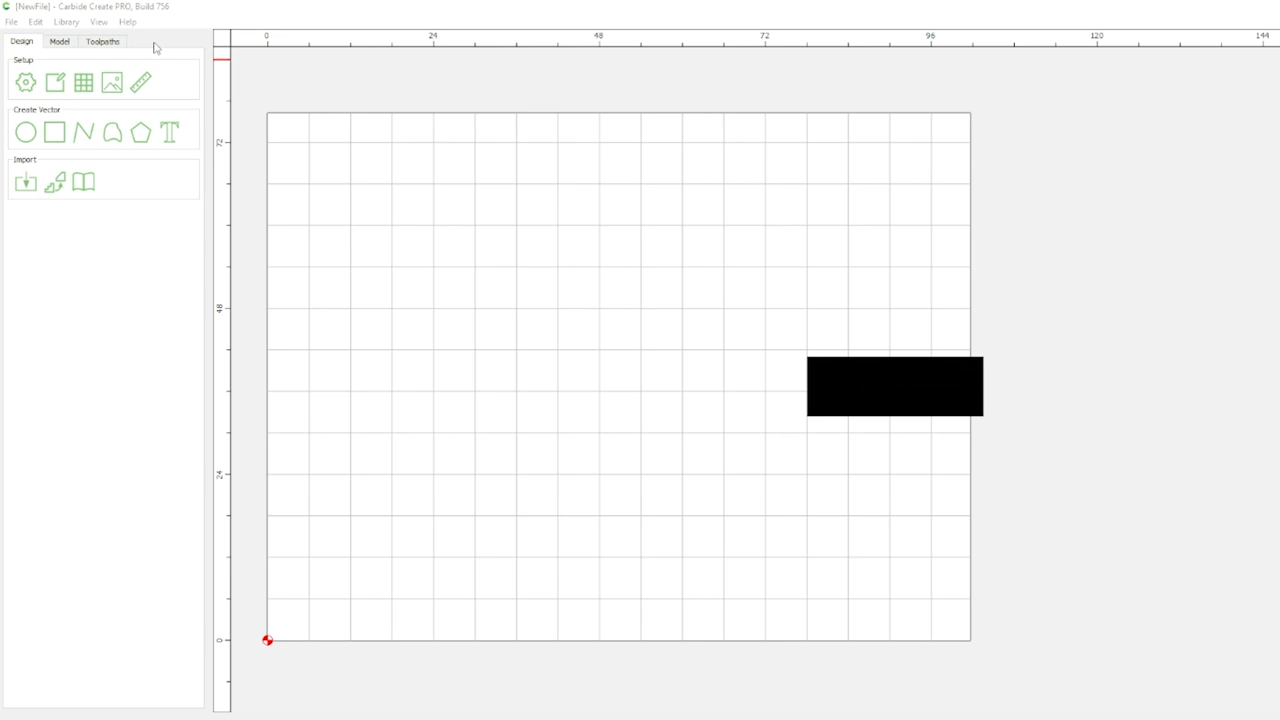 [NewFile] - Carbide Create PRO, Build 756
File Edit Library View Help
Design Model Toolpaths
Setup
Create Vector
Import
0 24 48 72 96 120 144
72
48
24
0